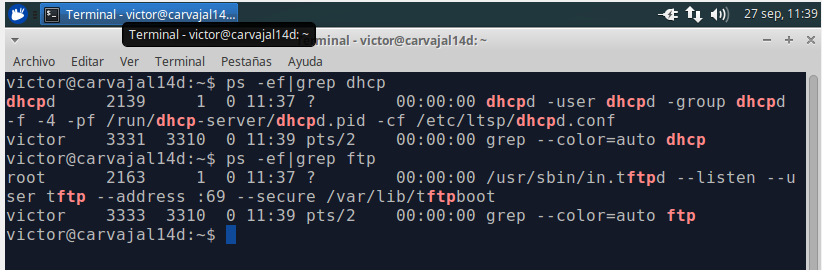 Terminal - victor@carvajal14...
27 sep, 11:39
Terminal - victor@carvajal14d: ~
minal - victor@carvajal14d: ~
Archivo Editar Ver Terminal Pestañas Ayuda
victor@carvajal14d:~$ ps -ef|grep dhcp
dhcpd     2139     1  0 11:37 ?        00:00:00 dhcpd -user dhcpd -group dhcpd
-f -4 -pf /run/dhcp-server/dhcpd.pid -cf /etc/ltsp/dhcpd.conf
victor    3331  3310  0 11:39 pts/2    00:00:00 grep --color=auto dhcp
victor@carvajal14d:~$ ps -ef|grep ftp
root      2163     1  0 11:37 ?        00:00:00 /usr/sbin/in.tftpd --listen --u
ser tftp --address :69 --secure /var/lib/tftpboot
victor    3333  3310  0 11:39 pts/2    00:00:00 grep --color=auto ftp
victor@carvajal14d:~$